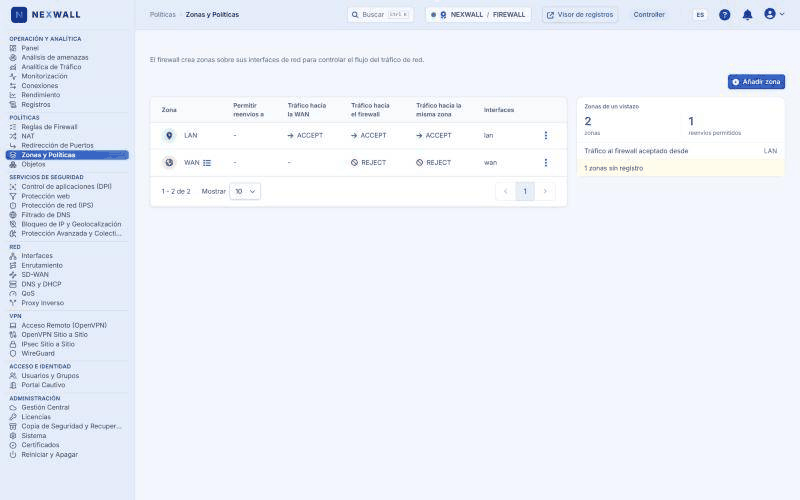 NEXWALL
Políticas
Zonas y Políticas
Buscar
Ctrl K
NEXWALL / FIREWALL
Visor de registros
Controller
ES
OPERACIÓN Y ANALÍTICA
Panel
Análisis de amenazas
Analítica de Tráfico
Monitorización
Conexiones
Rendimiento
Registros
POLÍTICAS
Reglas de Firewall
NAT
Redirección de Puertos
Zonas y Políticas
Objetos
SERVICIOS DE SEGURIDAD
Control de aplicaciones (DPI)
Protección web
Protección de red (IPS)
Filtrado de DNS
Bloqueo de IP y Geolocalización
Protección Avanzada y Colecti...
RED
Interfaces
Enrutamiento
SD-WAN
DNS y DHCP
QoS
Proxy Inverso
VPN
Acceso Remoto (OpenVPN)
OpenVPN Sitio a Sitio
IPsec Sitio a Sitio
WireGuard
ACCESO E IDENTIDAD
Usuarios y Grupos
Portal Cautivo
ADMINISTRACIÓN
Gestión Central
Licencias
Copia de Seguridad y Recuper...
Sistema
Certificados
Reiniciar y Apagar
El firewall crea zonas sobre sus interfaces de red para controlar el flujo del tráfico de red.
Añadir zona
Zona
Permitir reenvíos a
Tráfico hacia la WAN
Tráfico hacia el firewall
Tráfico hacia la misma zona
Interfaces
LAN - ACCEPT ACCEPT ACCEPT lan
WAN - - REJECT REJECT wan
1 - 2 de 2 Mostrar 10
1
Zonas de un vistazo
2 1
zonas reenvíos permitidos
Tráfico al firewall aceptado desde LAN
1 zonas sin registro